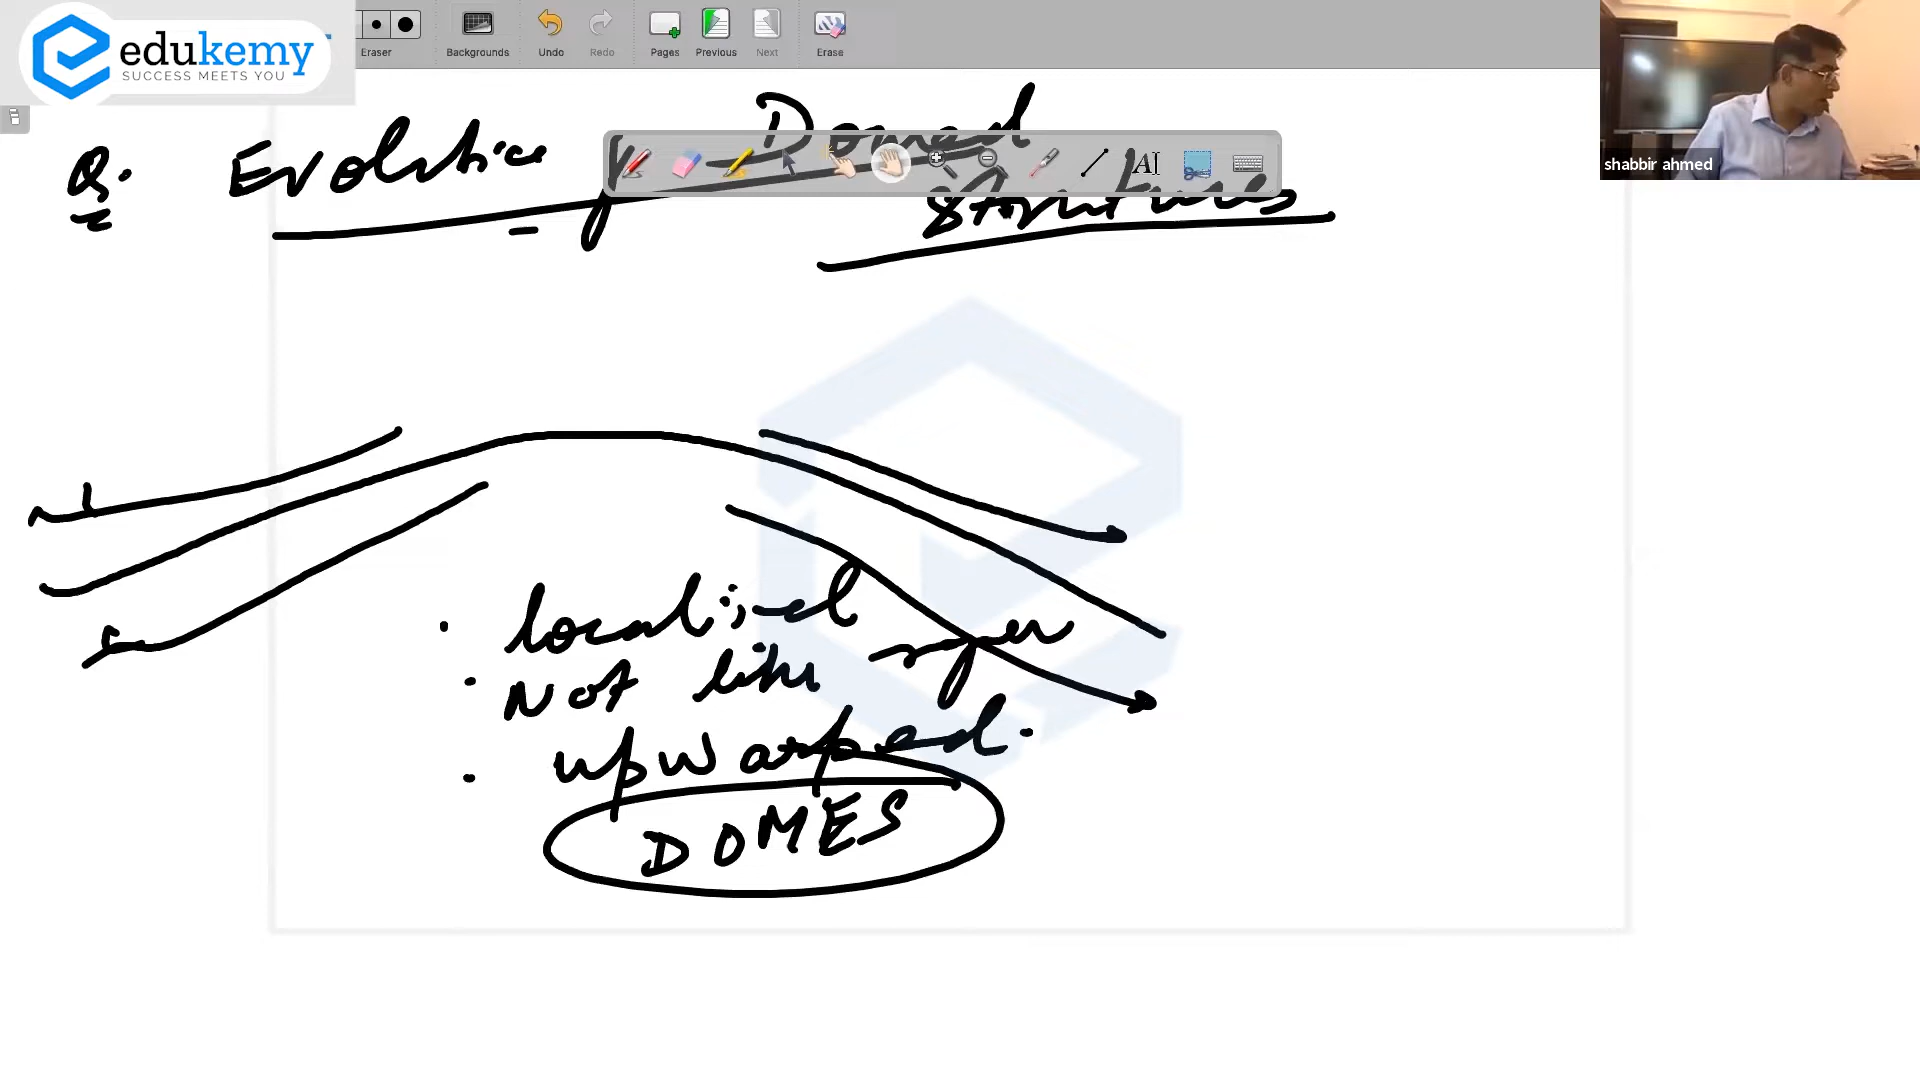 edukemy
SUCCESS MEETS YOU
Eraser
Backgrounds
Undo
Redo
Pages
Previous
Next
Erase
shabbir ahmed
Q. Evolution of Domed
Structures
AI
. localised
. Not like
upwarped.
DOMES